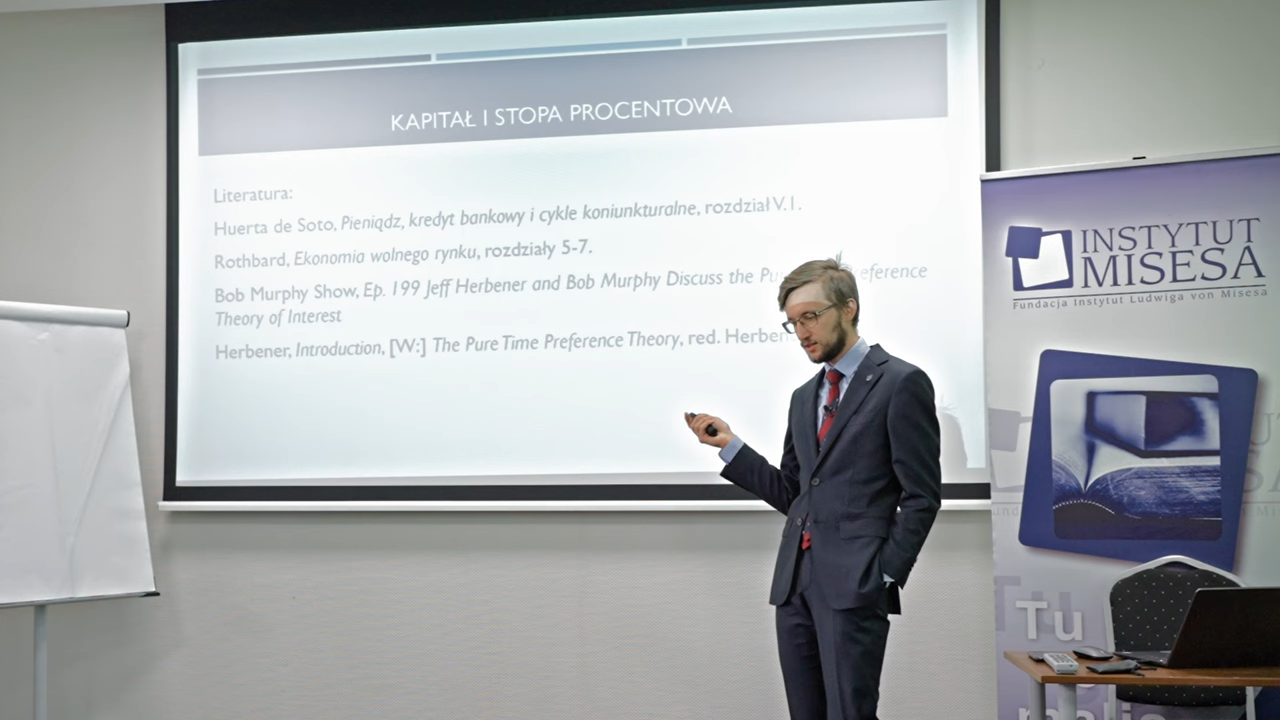 KAPITAŁ I STOPA PROCENTOWA
Literatura:
Huerta de Soto, Pieniądz, kredyt bankowy i cykle koniunkturalne, rozdział V.1.
Rothbard, Ekonomia wolnego rynku, rozdziały 5-7.
Bob Murphy Show, Ep. 199 Jeff Herbener and Bob Murphy Discuss the
Theory of Interest
Herbener, Introduction, [W:] The Pure Time Preference Theory, red.
INSTYTUT
MISESA
Fundacja Instytut Ludwiga von Misesa
Tu